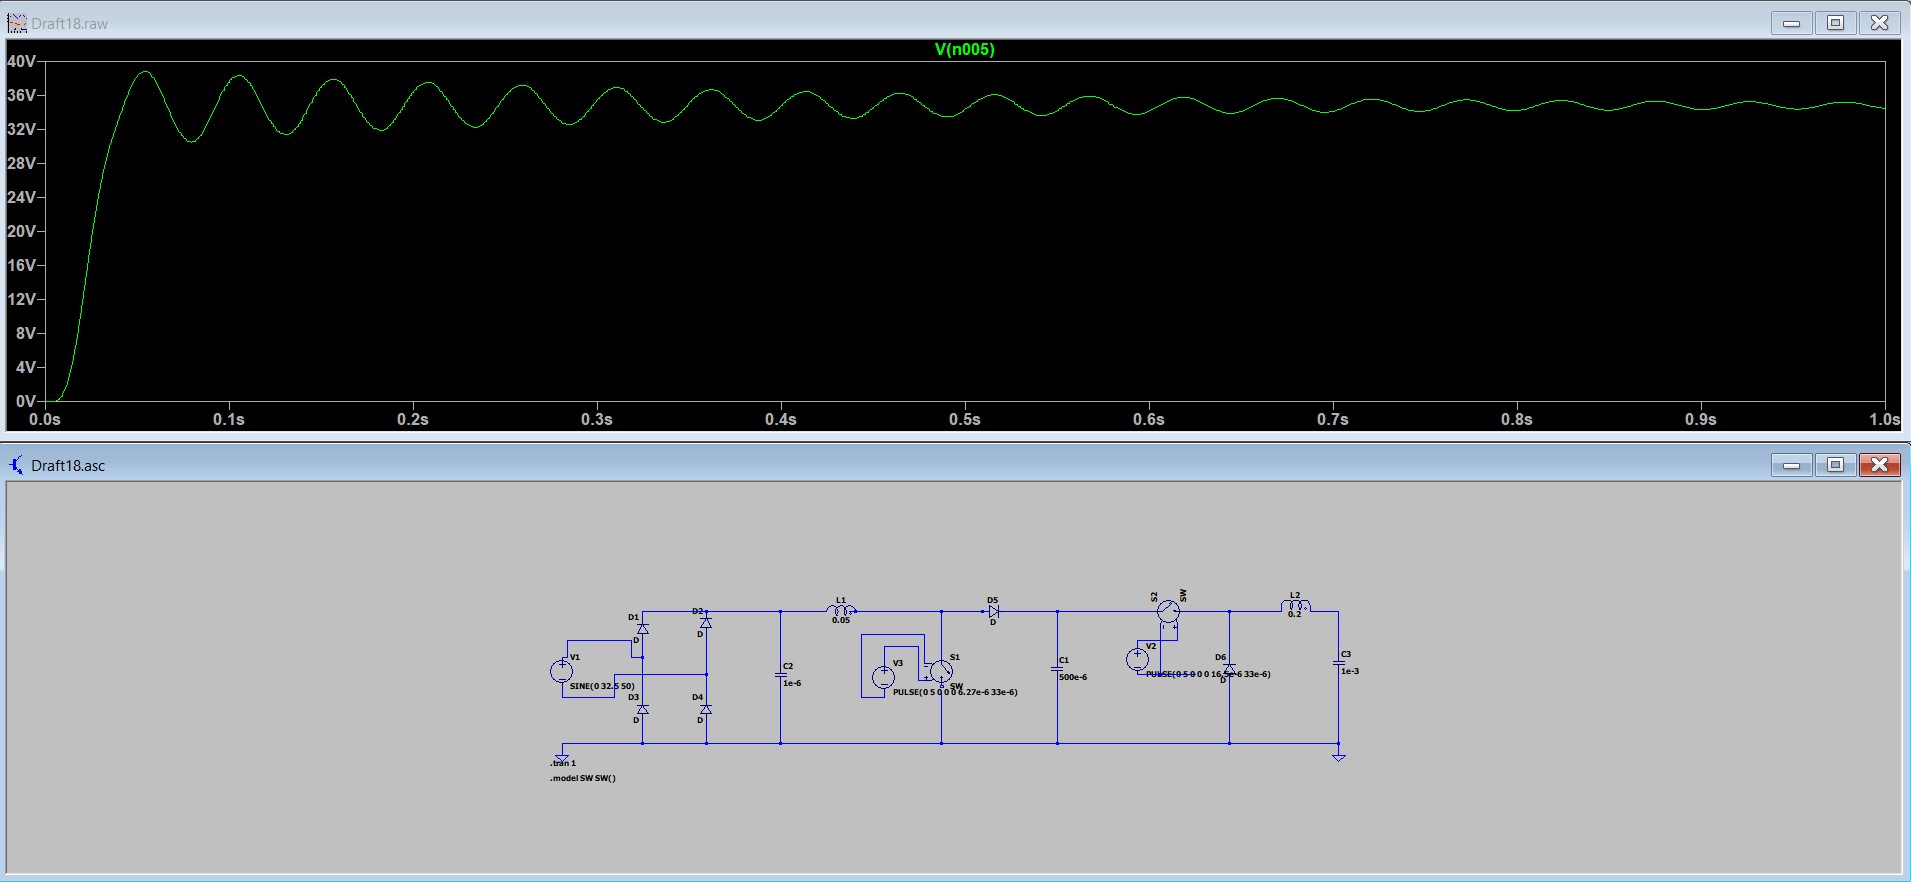 Draft18.raw
V(n005)
40V
36V
32V
28V
24V
20V
16V
12V
8V
4V
0V
0.0s 0.1s 0.2s 0.3s 0.4s 0.5s 0.6s 0.7s 0.8s 0.9s 1.0s
Draft18.asc
D1
D
D2
D
V1
SINE(0 32.5 50)
D3
D
D4
D
C2
1e-6
L1
0.05
V3
PULSE(0 5 0 0 0 6.27e-6 33e-6)
S1
SW
D5
D
C1
500e-6
S2
SW
V2
PULSE(0 5 0 0 0 16.5e-6 33e-6)
D6
D
L2
0.2
C3
1e-3
.tran 1
.model SW SW()